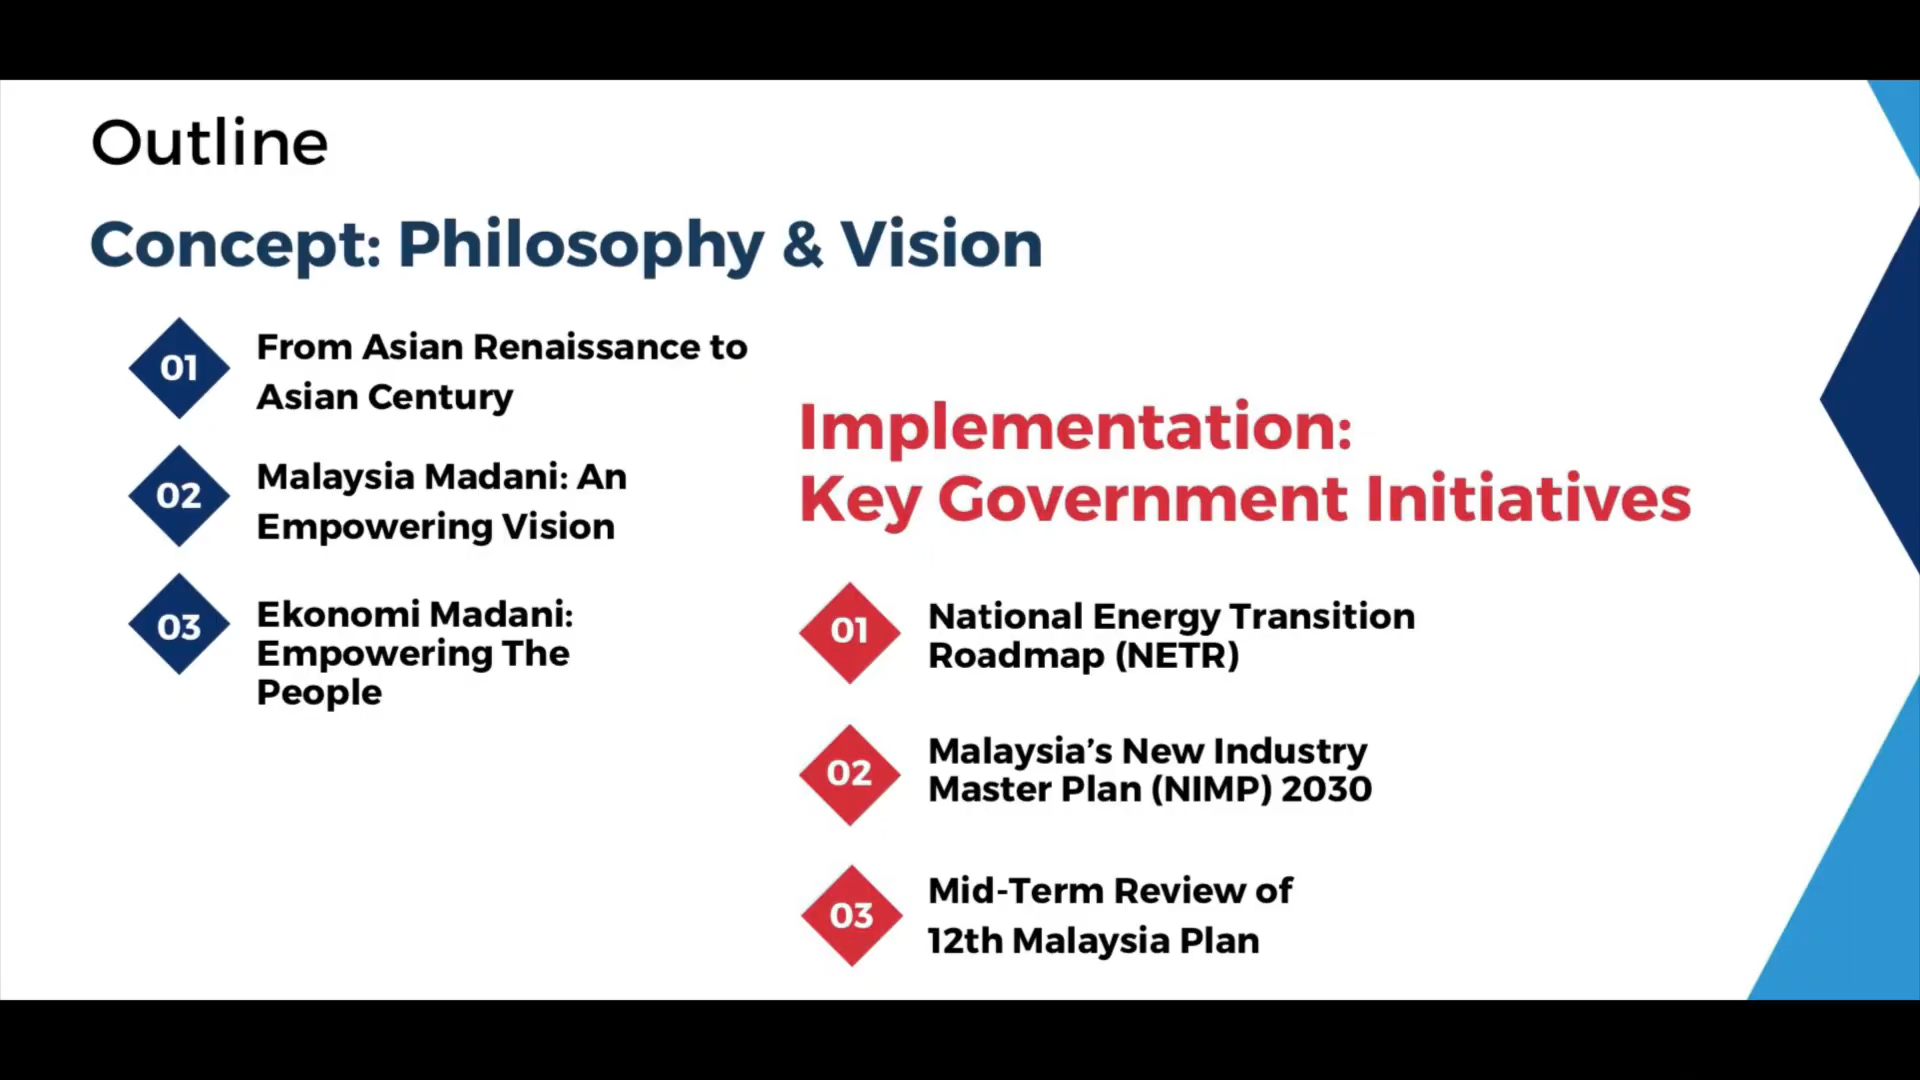 Outline
Concept: Philosophy & Vision
01
From Asian Renaissance to
Asian Century
02
Malaysia Madani: An
Empowering Vision
03
Ekonomi Madani:
Empowering The
People
Implementation:
Key Government Initiatives
01
National Energy Transition
Roadmap (NETR)
02
Malaysia’s New Industry
Master Plan (NIMP) 2030
03
Mid-Term Review of
12th Malaysia Plan